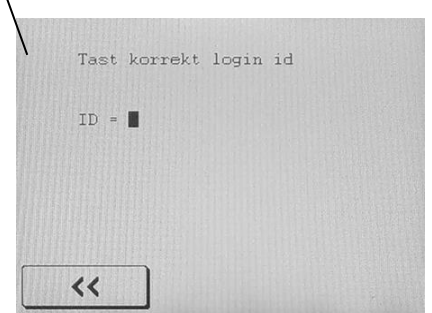 Tast korrekt login id
ID =
<<